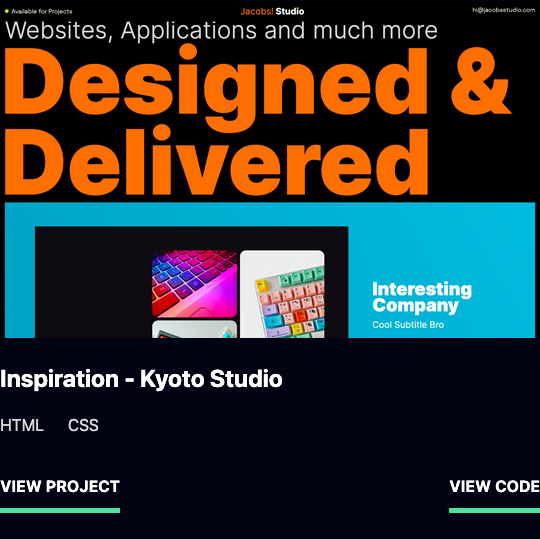 Available for Projects
Jacobs! Studio
hi@jacobsstudio.com
Websites, Applications and much more
Designed &
Delivered
Interesting
Company
Cool Subtitle Bro
Inspiration - Kyoto Studio
HTML CSS
VIEW PROJECT
VIEW CODE